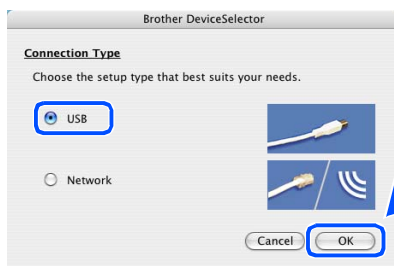 Brother DeviceSelector
Connection Type
Choose the setup type that best suits your needs.
USB
Network
Cancel OK